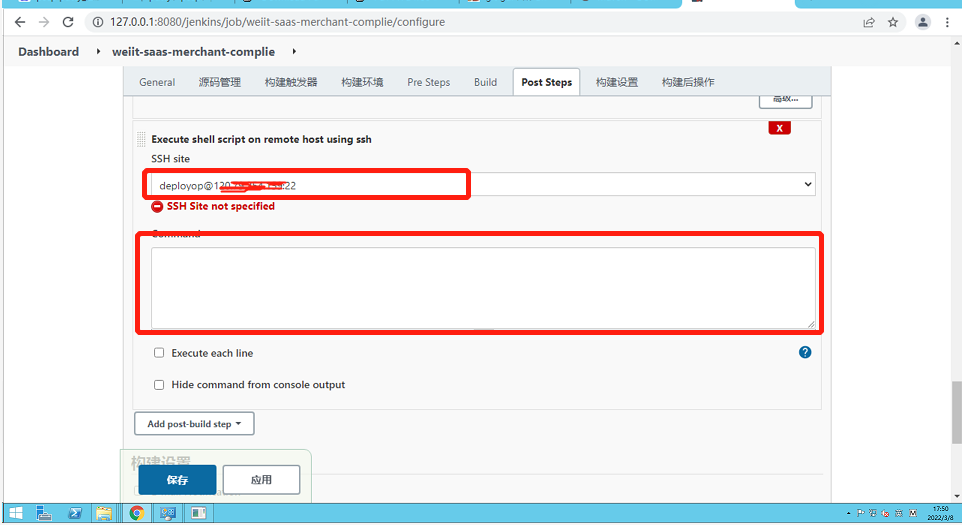 127.0.0.1:8080/jenkins/job/weiit-saas-merchant-complie/configure
Dashboard weiit-saas-merchant-complie
General 源码管理 构建触发器 构建环境 Pre Steps Build Post Steps 构建设置 构建后操作
高级...
X
Execute shell script on remote host using ssh
SSH site
deployop@120. :22
SSH Site not specified
Command
Execute each line
?
Hide command from console output
Add post-build step
构建设置
保存 应用
17:50
2022/3/8